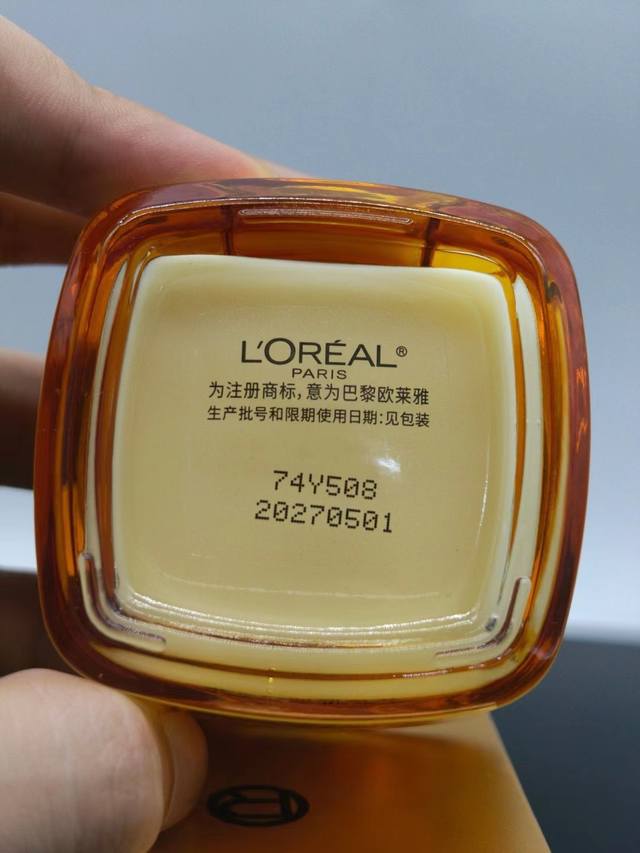 L'ORÉAL®
PARIS
为注册商标,意为巴黎欧莱雅
生产批号和限期使用日期:见包装
74Y508
20270501